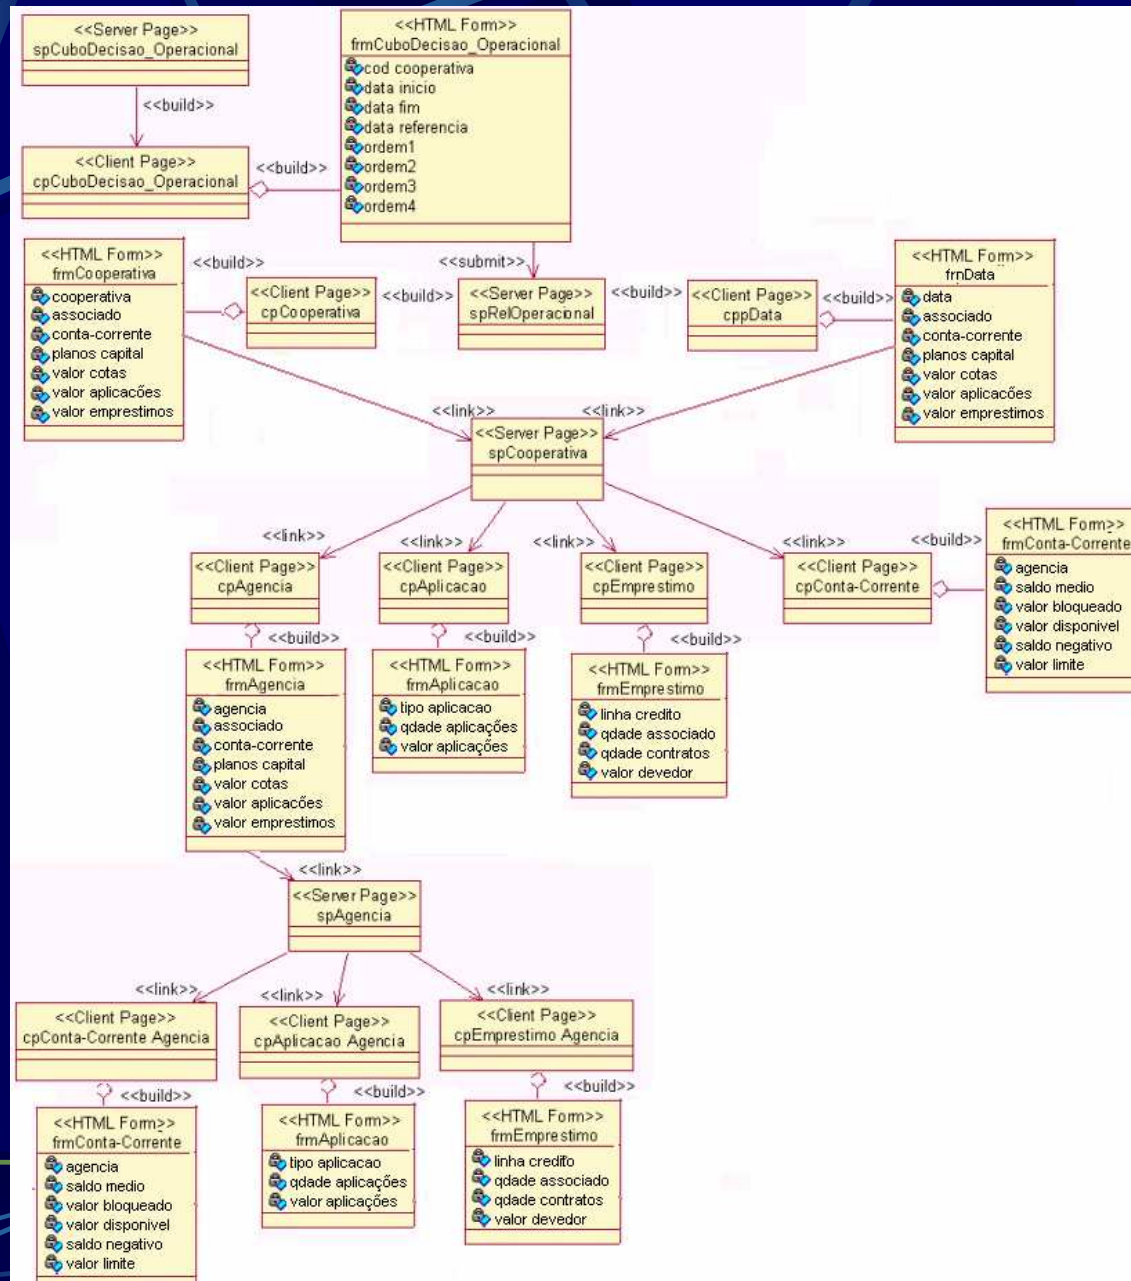 <<Server Page>>
spCuboDecisao_Operacional
<<build>>
<<Client Page>>
cpCuboDecisao_Operacional
<<build>>
<<HTML Form>>
frmCuboDecisao_Operacional
cod cooperativa
data inicio
data fim
data referencia
ordem1
ordem2
ordem3
ordem4
<<HTML Form>>
frmCooperativa
cooperativa
associado
conta-corrente
planos capital
valor cotas
valor aplicacões
valor emprestimos
<<build>>
<<Client Page>>
cpCooperativa
<<build>>
<<submit>>
<<Server Page>>
spRelOperacional
<<build>>
<<Client Page>>
cppData
<<build>>
<<HTML Form>>
frnData
data
associado
conta-corrente
planos capital
valor cotas
valor aplicacões
valor emprestimos
<<link>>
<<link>>
<<Server Page>>
spCooperativa
<<link>>
<<link>>
<<link>>
<<link>>
<<build>>
<<Client Page>>
cpAgencia
<<Client Page>>
cpAplicacao
<<Client Page>>
cpEmprestimo
<<Client Page>>
cpConta-Corrente
<<HTML Form>>
frmConta-Corrente
agencia
saldo medio
valor bloqueado
valor disponivel
saldo negativo
valor limite
<<build>>
<<build>>
<<build>>
<<HTML Form>>
frmAgencia
agencia
associado
conta-corrente
planos capital
valor cotas
valor aplicacões
valor emprestimos
<<HTML Form>>
frmAplicacao
tipo aplicacao
qdade aplicações
valor aplicações
<<HTML Form>>
frmEmprestimo
linha credito
qdade associado
qdade contratos
valor devedor
<<link>>
<<Server Page>>
spAgencia
<<link>>
<<link>>
<<link>>
<<Client Page>>
cpConta-Corrente Agencia
<<Client Page>>
cpAplicacao Agencia
<<Client Page>>
cpEmprestimo Agencia
<<build>>
<<build>>
<<build>>
<<HTML Form>>
frmConta-Corrente
agencia
saldo medio
valor bloqueado
valor disponivel
saldo negativo
valor limite
<<HTML Form>>
frmAplicacao
tipo aplicacao
qdade aplicações
valor aplicações
<<HTML Form>>
frmEmprestimo
linha credito
qdade associado
qdade contratos
valor devedor